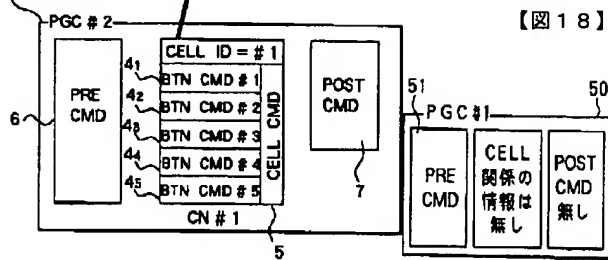 【図18】
PGC #2
6
PRE
CMD
CELL ID = #1
4₁
BTN CMD #1
4₂
BTN CMD #2
4₃
BTN CMD #3
4₄
BTN CMD #4
4₅
BTN CMD #5
CELL CMD
5
CN #1
POST
CMD
7
PGC #1
50
51
PRE
CMD
CELL
関係の
情報は
無し
POST
CMD
無し